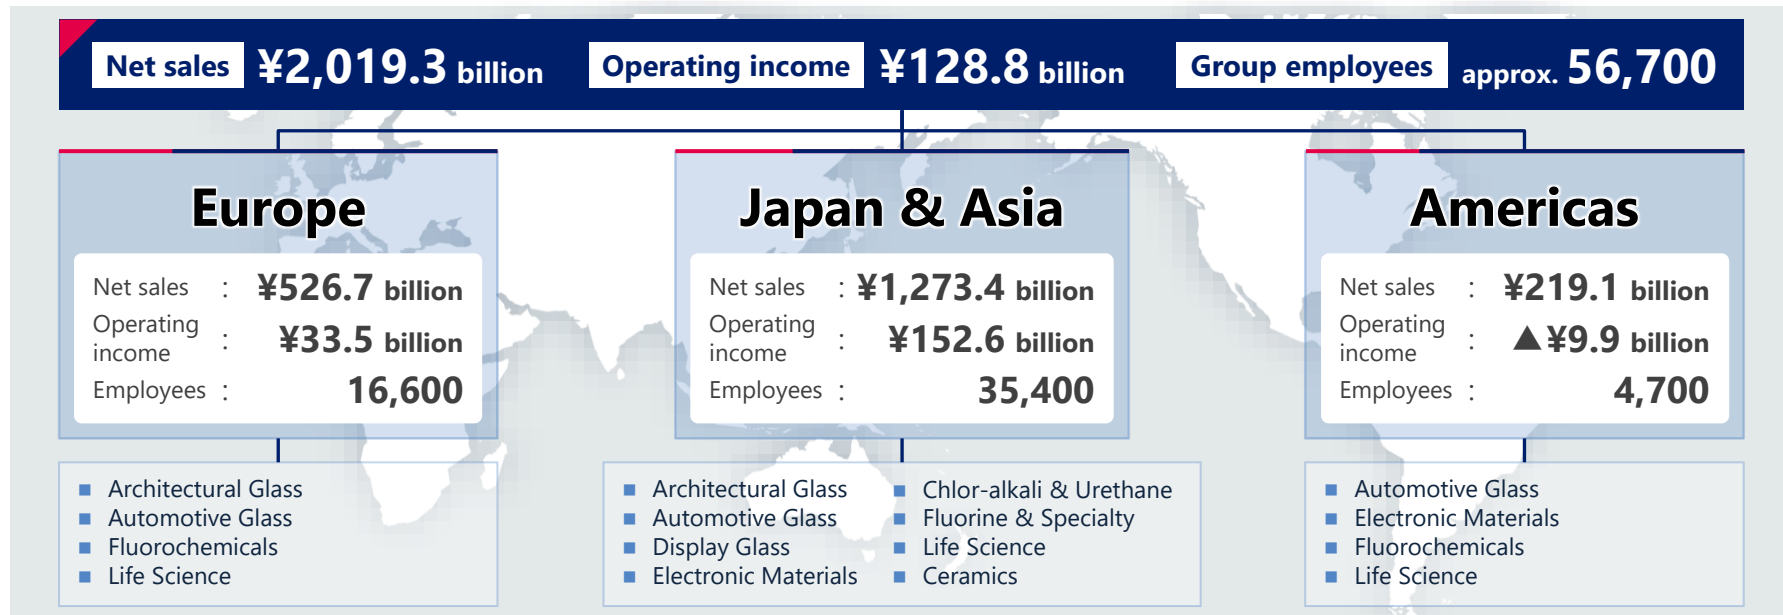 Net sales ¥2,019.3 billion Operating income ¥128.8 billion Group employees approx. 56,700
Europe
Net sales : ¥526.7 billion
Operating income : ¥33.5 billion
Employees : 16,600
Architectural Glass
Automotive Glass
Fluorochemicals
Life Science
Japan & Asia
Net sales : ¥1,273.4 billion
Operating income : ¥152.6 billion
Employees : 35,400
Architectural Glass
Automotive Glass
Display Glass
Electronic Materials
Chlor-alkali & Urethane
Fluorine & Specialty
Life Science
Ceramics
Americas
Net sales : ¥219.1 billion
Operating income : ▲¥9.9 billion
Employees : 4,700
Automotive Glass
Electronic Materials
Fluorochemicals
Life Science